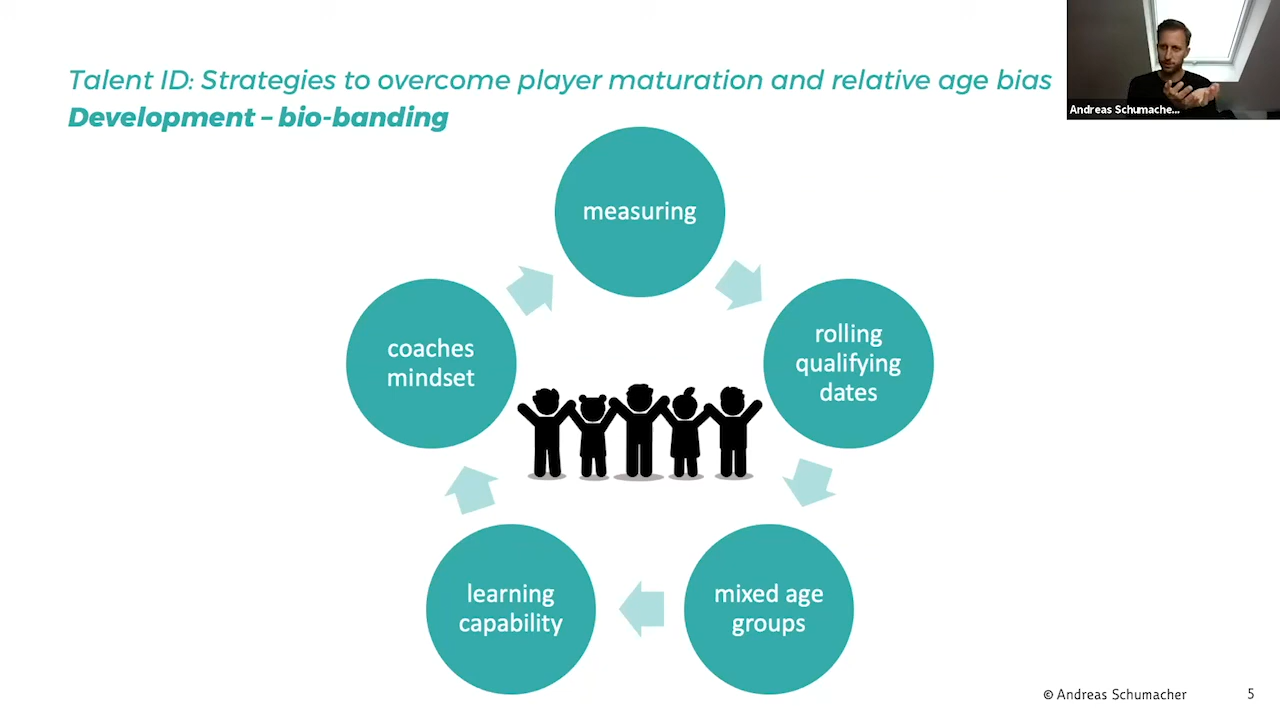 Talent ID: Strategies to overcome player maturation and relative age bias
Development – bio-banding
Andreas Schumache...
measuring
rolling
qualifying
dates
mixed age
groups
learning
capability
coaches
mindset
© Andreas Schumacher
5